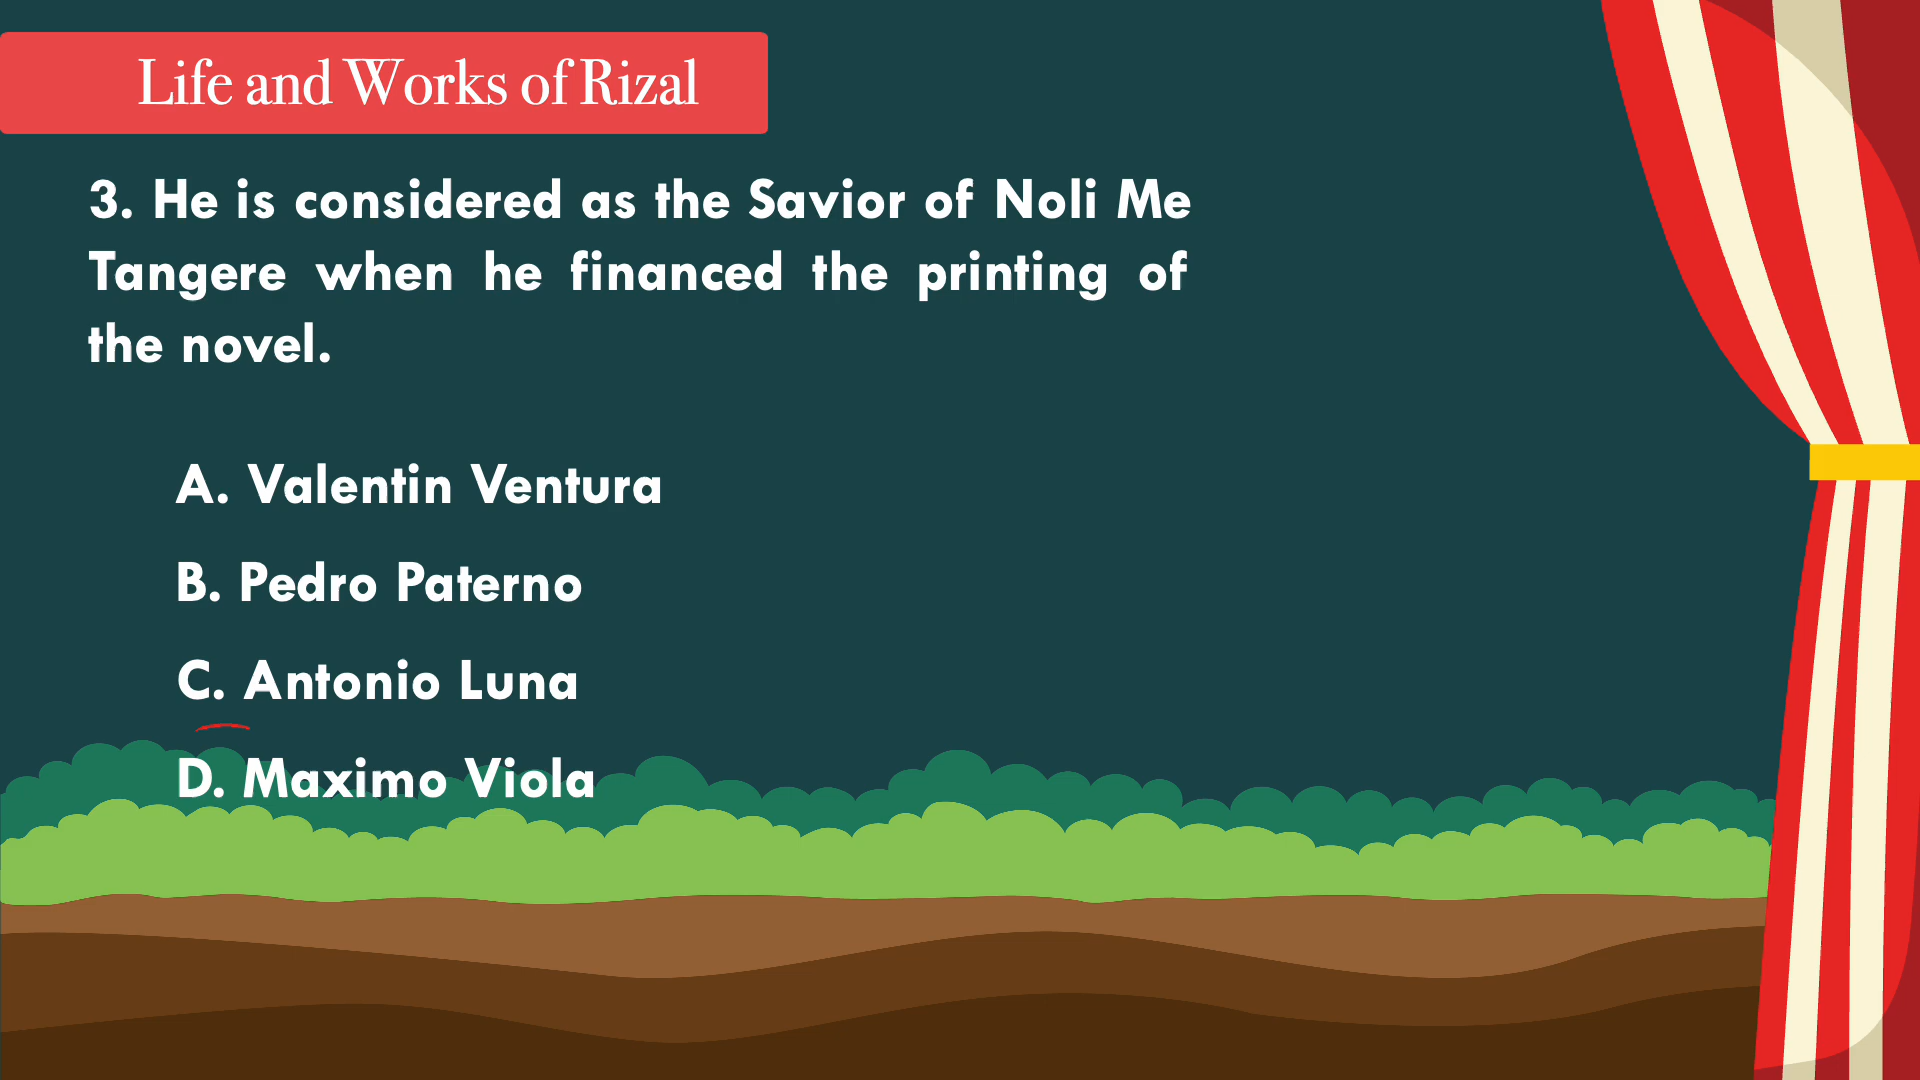 Life and Works of Rizal
3. He is considered as the Savior of Noli Me
Tangere when he financed the printing of
the novel.
A. Valentin Ventura
B. Pedro Paterno
C. Antonio Luna
D. Maximo Viola